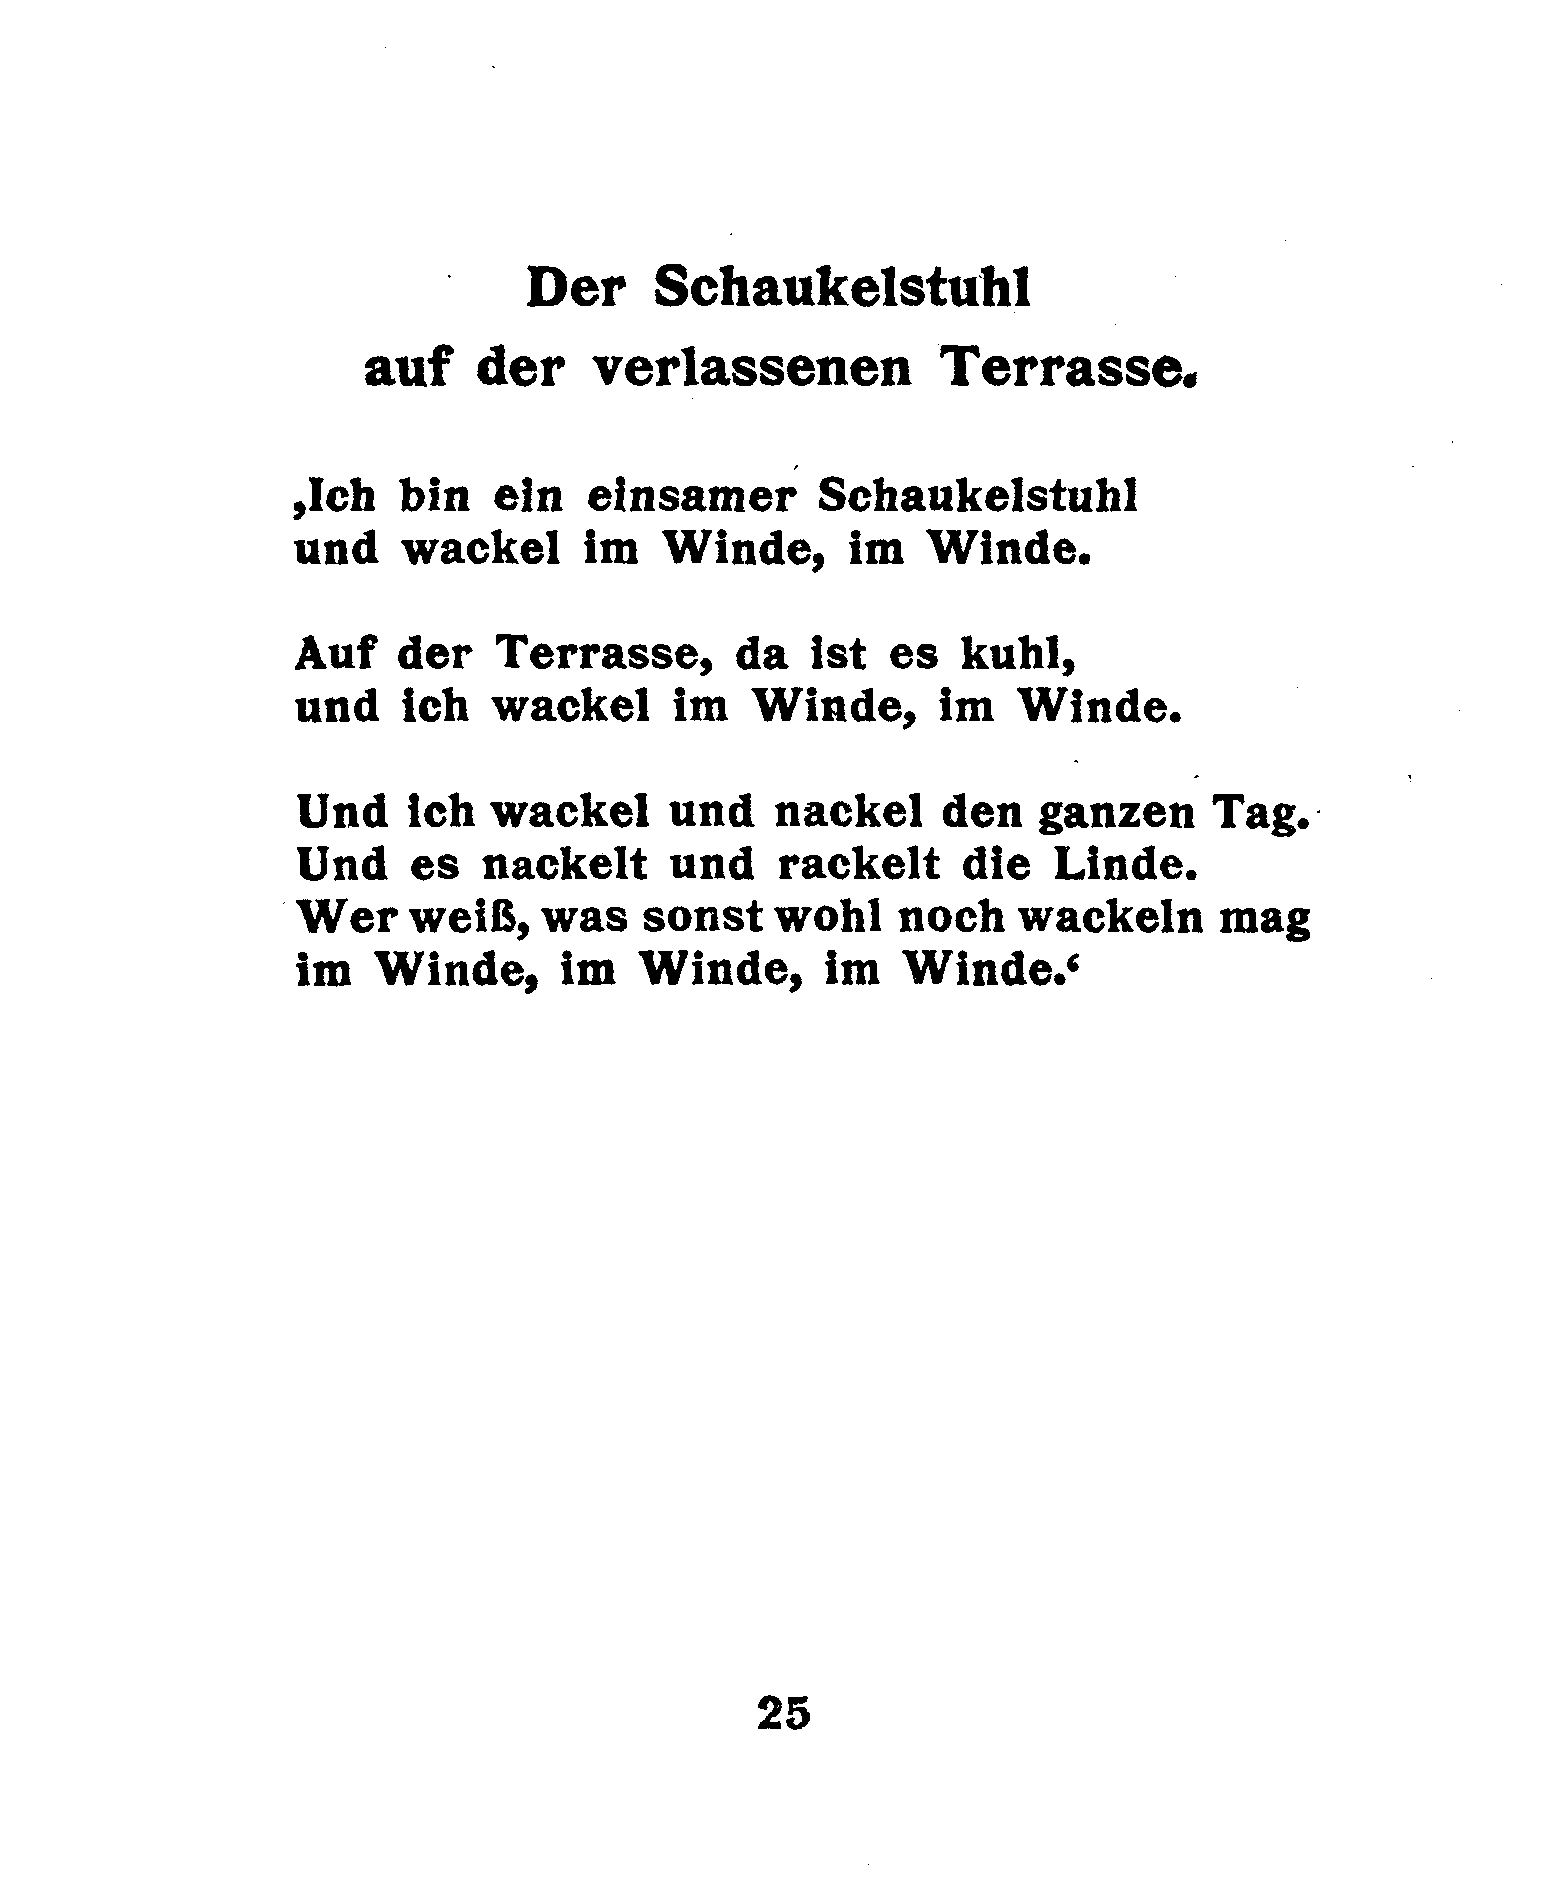 Der Schaukelstuhl
auf der verlassenen Terrasse.
‚Ich bin ein einsamer Schaukelstuhl
und wackel im Winde, im Winde.
Auf der Terrasse, da ist es kuhl,
und ich wackel im Winde, im Winde.
Und ich wackel und nackel den ganzen Tag.
Und es nackelt und rackelt die Linde.
Wer weiß, was sonst wohl noch wackeln mag
im Winde, im Winde, im Winde.‘
25